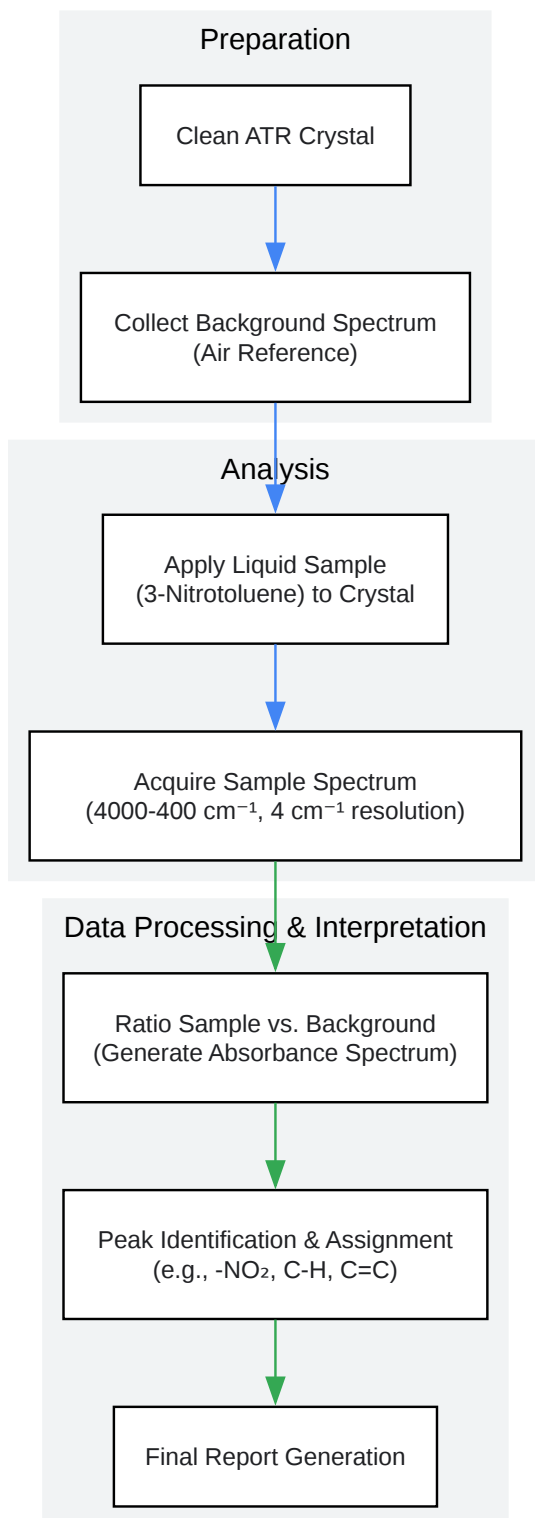 Preparation
Clean ATR Crystal
Collect Background Spectrum
(Air Reference)
Analysis
Apply Liquid Sample
(3-Nitrotoluene) to Crystal
Acquire Sample Spectrum
(4000-400 cm⁻¹, 4 cm⁻¹ resolution)
Data Processing & Interpretation
Ratio Sample vs. Background
(Generate Absorbance Spectrum)
Peak Identification & Assignment
(e.g., -NO₂, C-H, C=C)
Final Report Generation